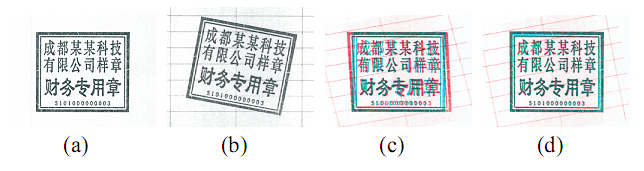 成都某某科技
有限公司样章
财务专用章
5101000000003
成都某某科技
有限公司样章
财务专用章
5101000000003
成都某某科技
有限公司样章
财务专用章
5101000000003
成都某某科技
有限公司样章
财务专用章
5101000000003
(a)
(b)
(c)
(d)